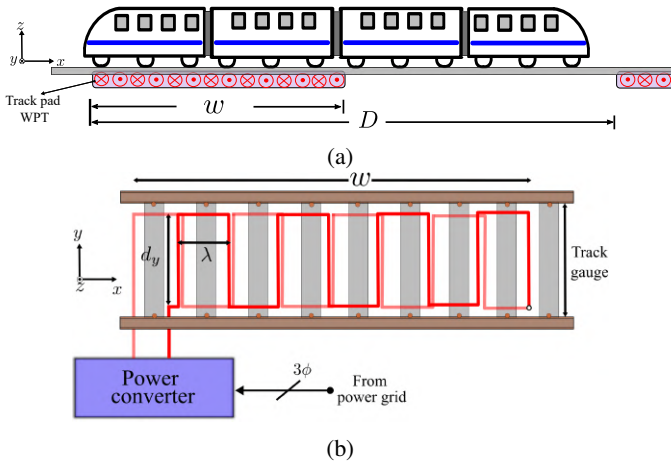 z
y
x
Track pad
WPT
w
D
(a)
w
y
z
x
d_y
λ
Track
gauge
Power
converter
3ϕ
From
power grid
(b)